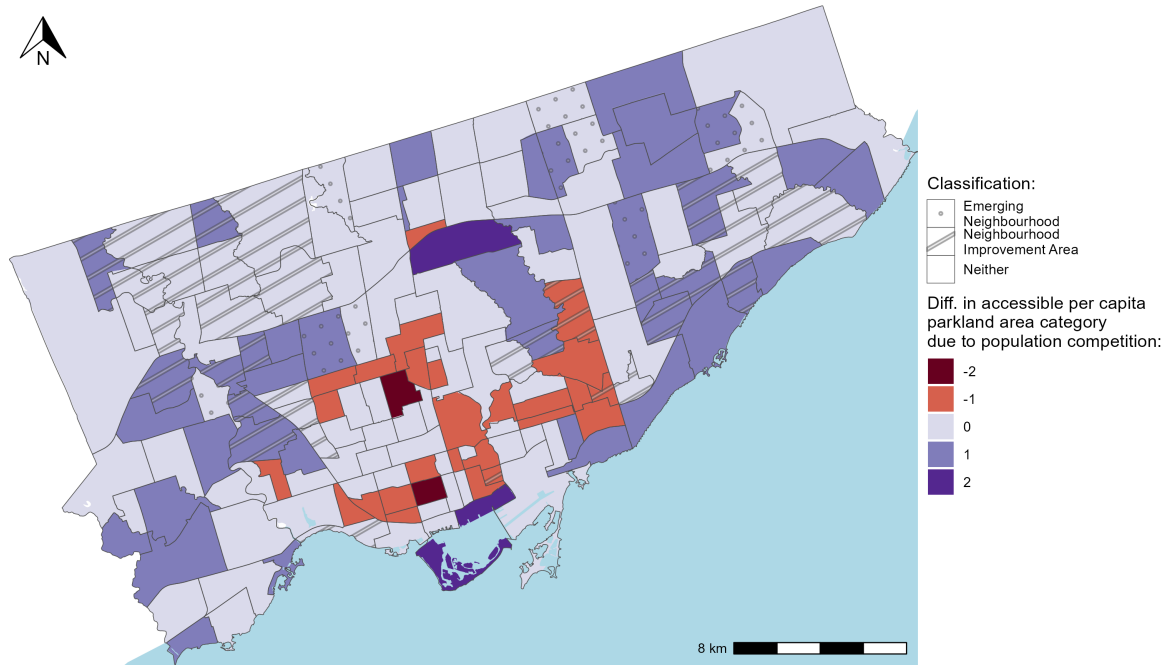 N
Classification:
Emerging
Neighbourhood
Neighbourhood
Improvement Area
Neither
Diff. in accessible per capita
parkland area category
due to population competition:
-2
-1
0
1
2
8 km